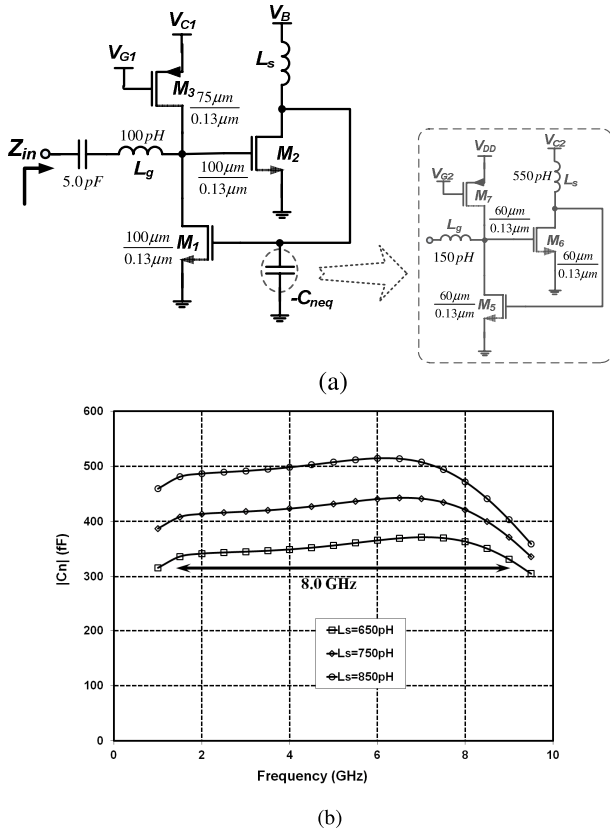 V_C1
V_B
V_G1
L_s
M_3
75μm
0.13μm
Z_in
100pH
5.0pF
L_g
100μm
0.13μm
M_2
100μm
0.13μm
M_1
-C_neq
V_DD
V_C2
V_G2
550pH
L_s
M_7
60μm
0.13μm
L_g
150pH
M_6
60μm
0.13μm
60μm
0.13μm
M_5
(a)
600
500
400
300
200
100
0
|Cn| (fF)
8.0 GHz
Ls=650pH
Ls=750pH
Ls=850pH
0 2 4 6 8 10
Frequency (GHz)
(b)